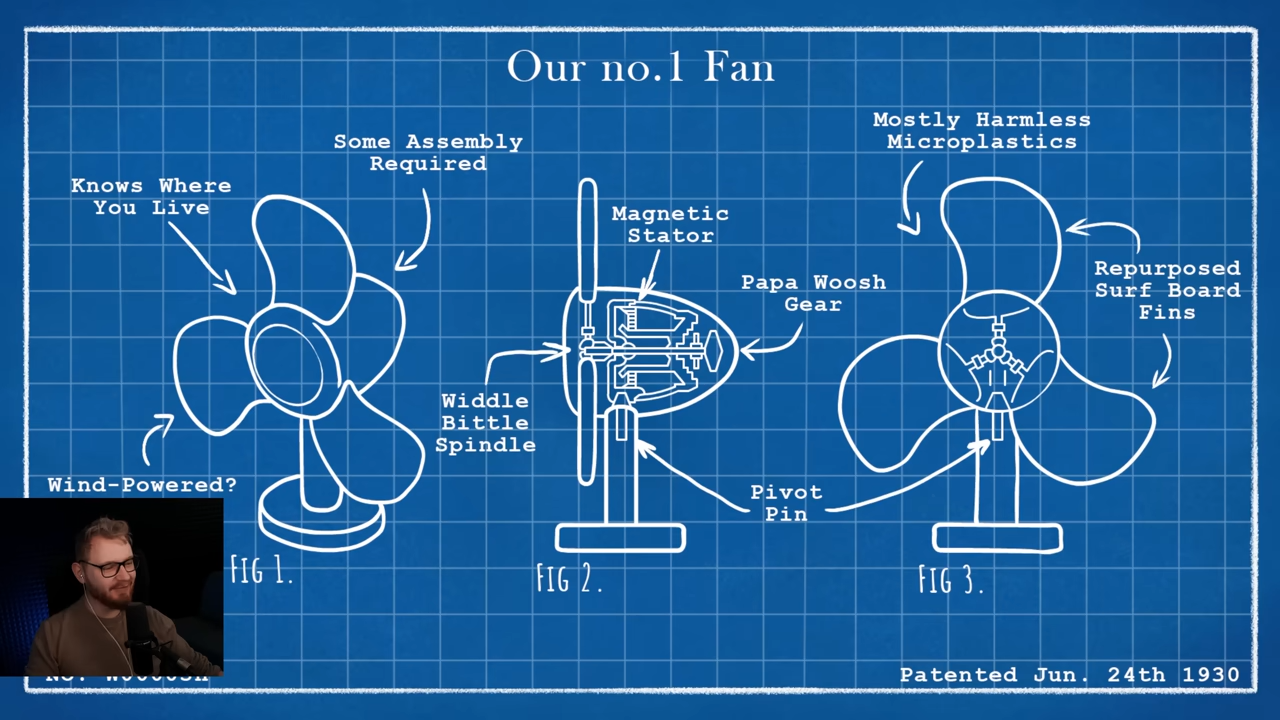 Our no.1 Fan
Mostly Harmless
Microplastics
Some Assembly
Required
Knows Where
You Live
Magnetic
Stator
Papa Woosh
Gear
Repurposed
Surf Board
Fins
Widdle
Bittle
Spindle
Wind-Powered?
Pivot
Pin
FIG 1.
FIG 2.
FIG 3.
Patented Jun. 24th 1930